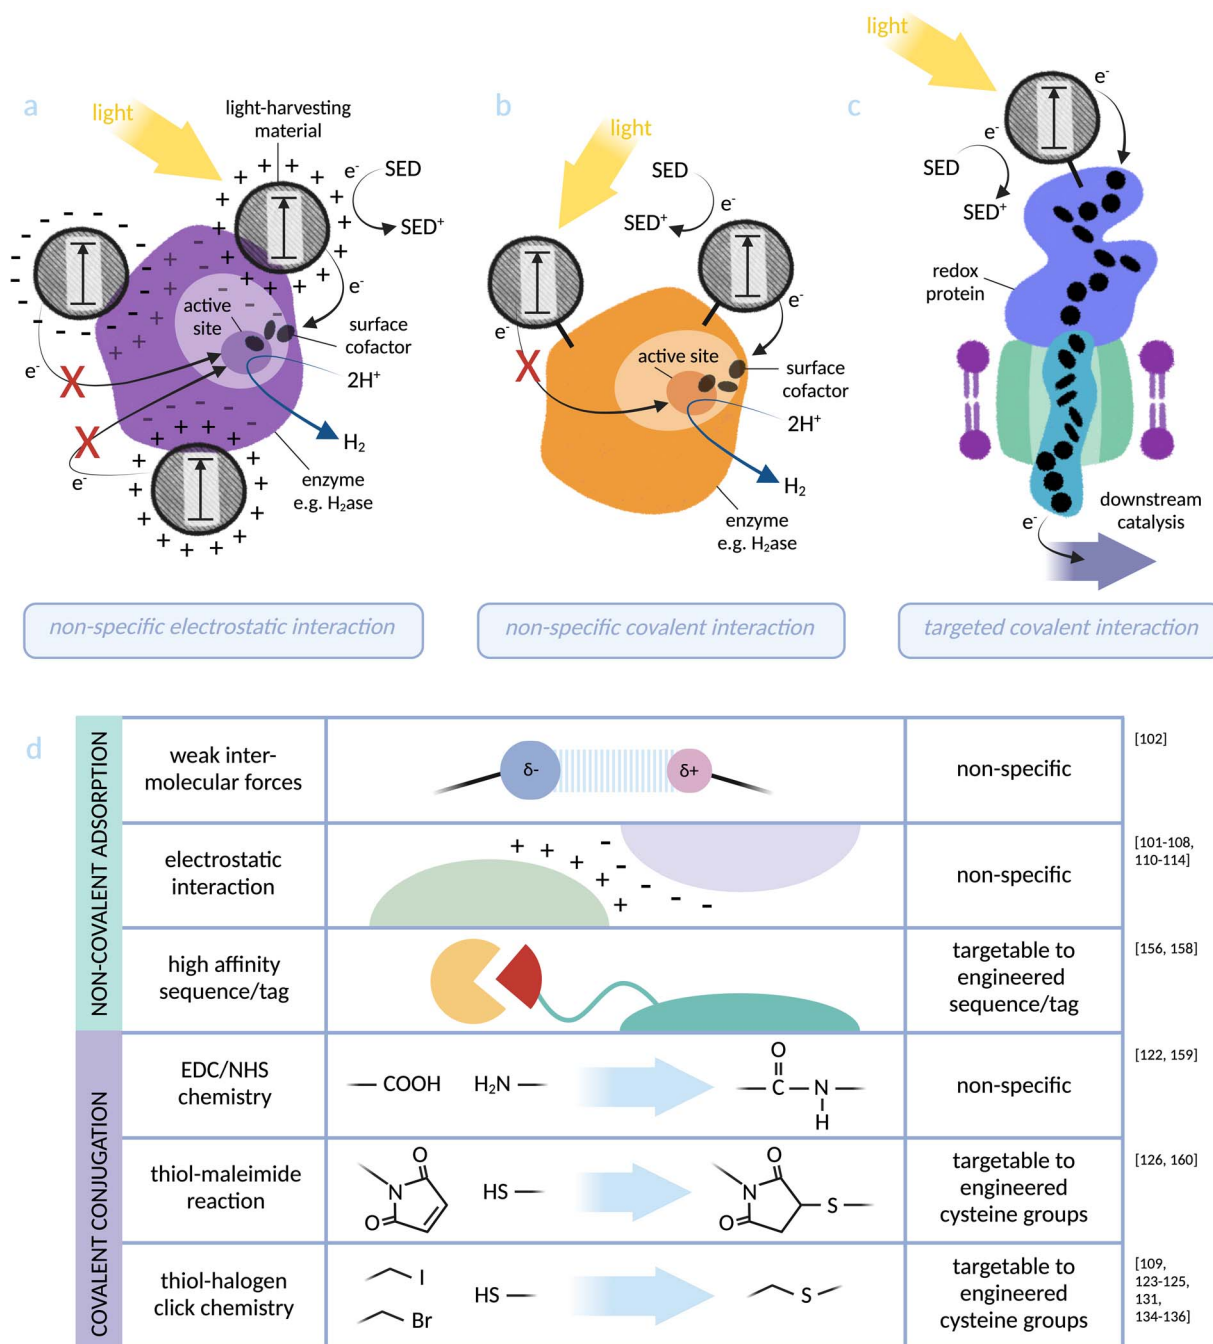 a
light
light-harvesting
material
e-
SED
SED+
e-
active
site
surface
cofactor
2H+
e-
X
X
H2
e-
enzyme
e.g. H2ase
non-specific electrostatic interaction
b
light
SED
e-
SED+
e-
e-
X
active site
surface
cofactor
2H+
H2
enzyme
e.g. H2ase
non-specific covalent interaction
c
light
e-
e-
SED
SED+
redox
protein
e-
downstream
catalysis
targeted covalent interaction
d
NON-COVALENT ADSORPTION
weak inter-
molecular forces
δ-
δ+
non-specific
[102]
electrostatic
interaction
+ + + + +
- - - - -
non-specific
[101-108,
110-114]
high affinity
sequence/tag
targetable to
engineered
sequence/tag
[156, 158]
COVALENT CONJUGATION
EDC/NHS
chemistry
COOH H2N
O
C N
H
non-specific
[122, 159]
thiol-maleimide
reaction
O
N
O
HS
O
N
S
O
targetable to
engineered
cysteine groups
[126, 160]
thiol-halogen
click chemistry
I
Br
HS
S
targetable to
engineered
cysteine groups
[109,
123-125,
131,
134-136]